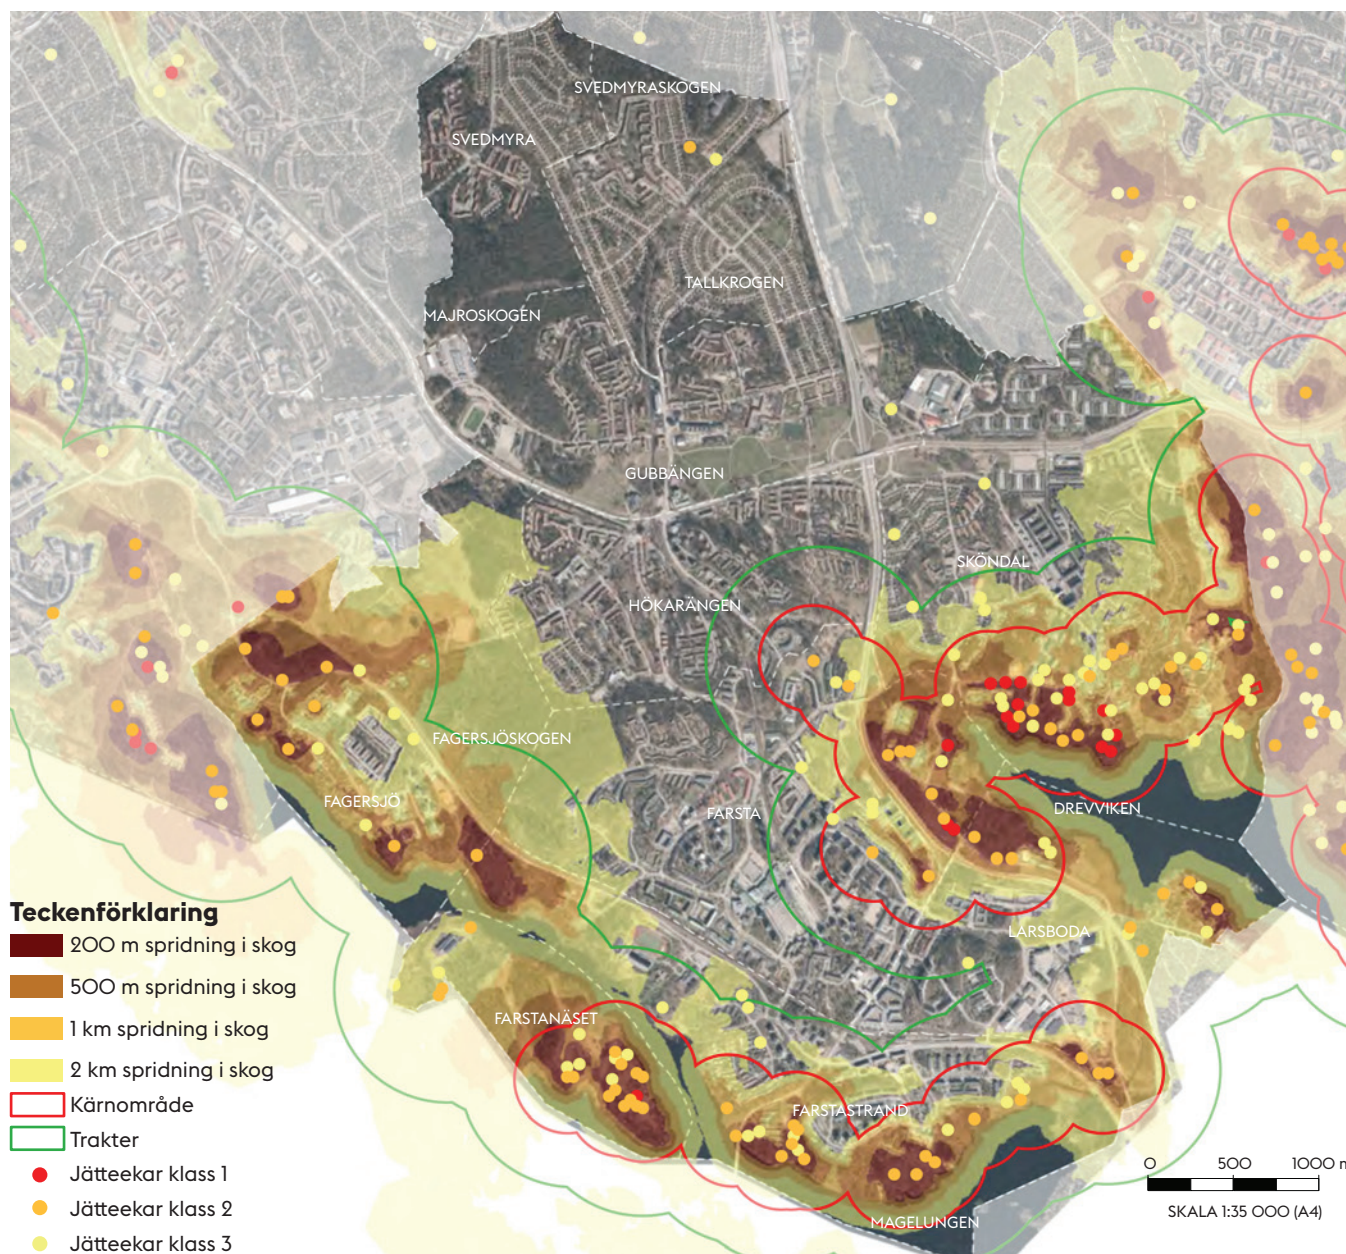 SVEDMYRASKOGEN
SVEDMYRA
TALLKROGEN
MAJROSKOGEN
GUBBÄNGEN
SKÖNDAL
HÖKARÄNGEN
FAGERSJÖSKOGEN
FAGERSJÖ
FARSTA
DREVVIKEN
LARSBODA
FARSTANÄSET
FARSTASTRAND
MAGELUNGEN
Teckenförklaring
200 m spridning i skog
500 m spridning i skog
1 km spridning i skog
2 km spridning i skog
Kärnområde
Trakter
Jätteekar klass 1
Jätteekar klass 2
Jätteekar klass 3
0 500 1000 m
SKALA 1:35 000 (A4)